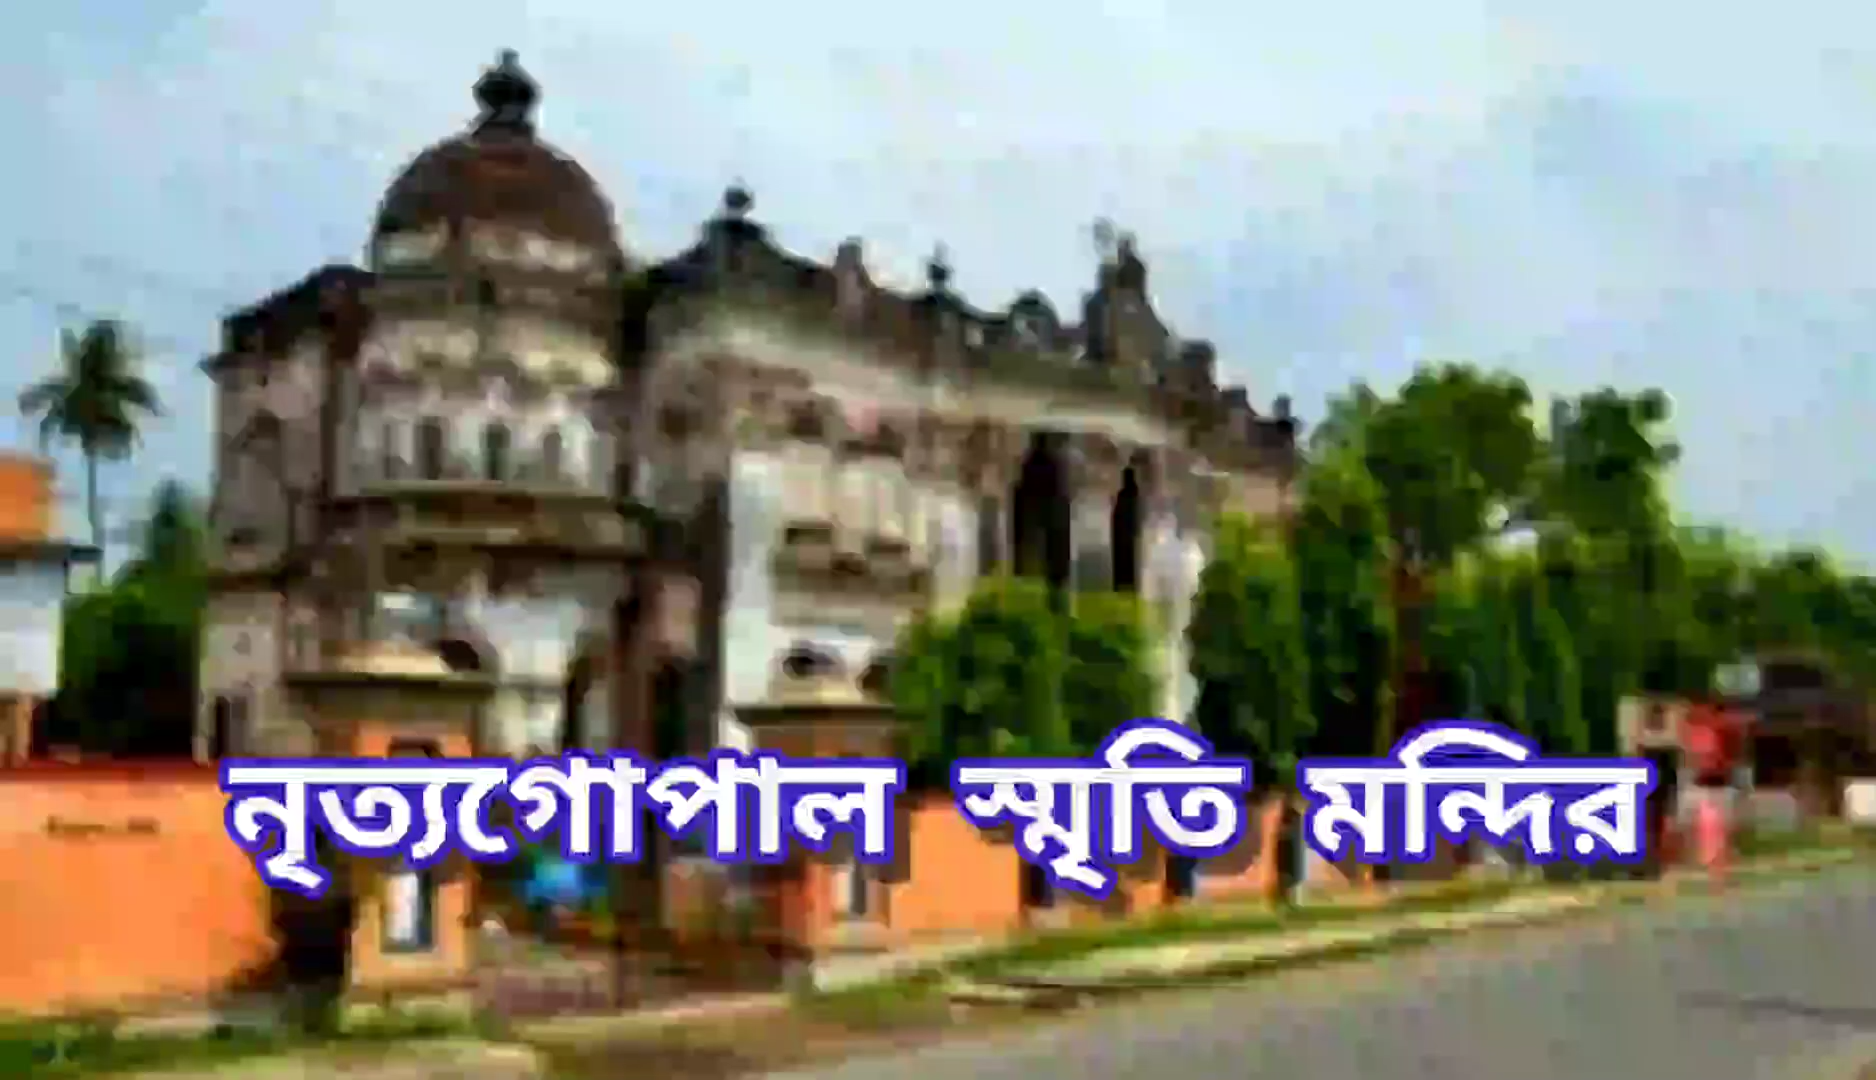 নৃত্যগোপাল স্মৃতি মন্দির